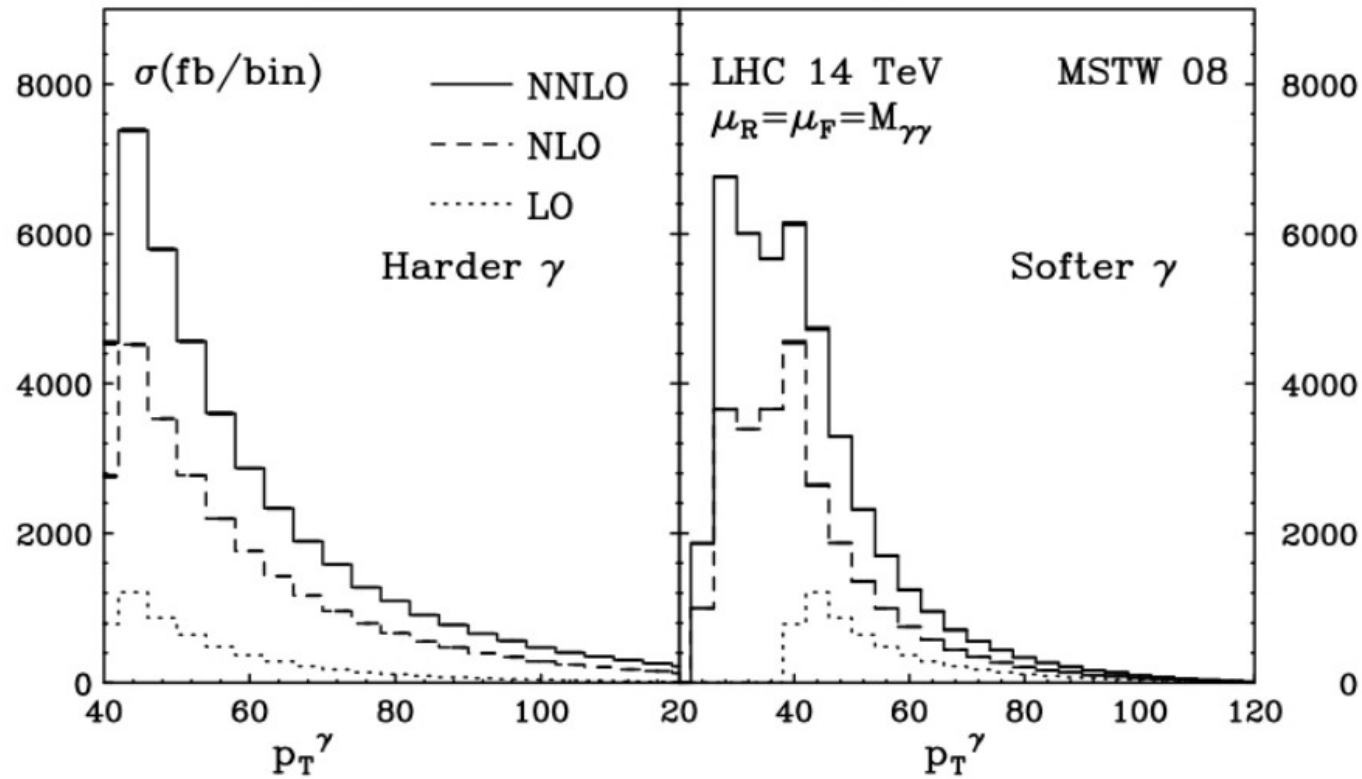 σ(fb/bin)
NNLO
NLO
LO
Harder γ
LHC 14 TeV MSTW 08
μ_R=μ_F=M_γγ
Softer γ
8000
6000
4000
2000
0
8000
6000
4000
2000
0
40 60 80 100 20 40 60 80 100 120
p_T^γ p_T^γ